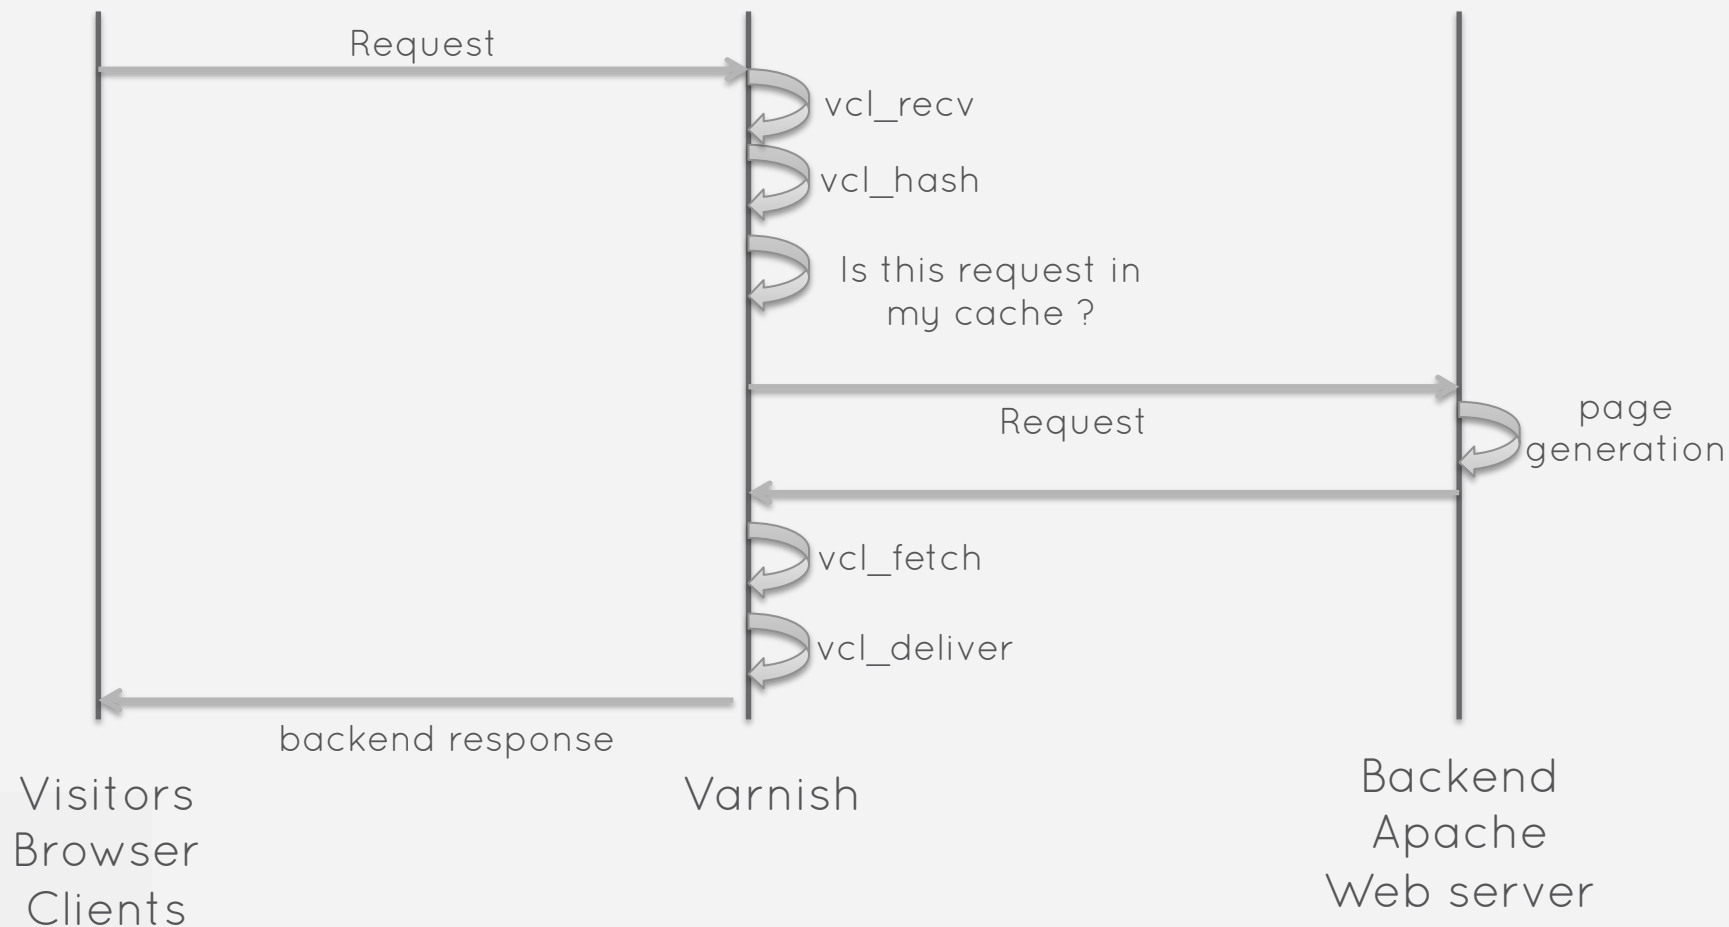 Request
vcl_recv
vcl_hash
Is this request in
my cache ?
Request
page
generation
vcl_fetch
vcl_deliver
backend response
Visitors
Browser
Clients
Varnish
Backend
Apache
Web server